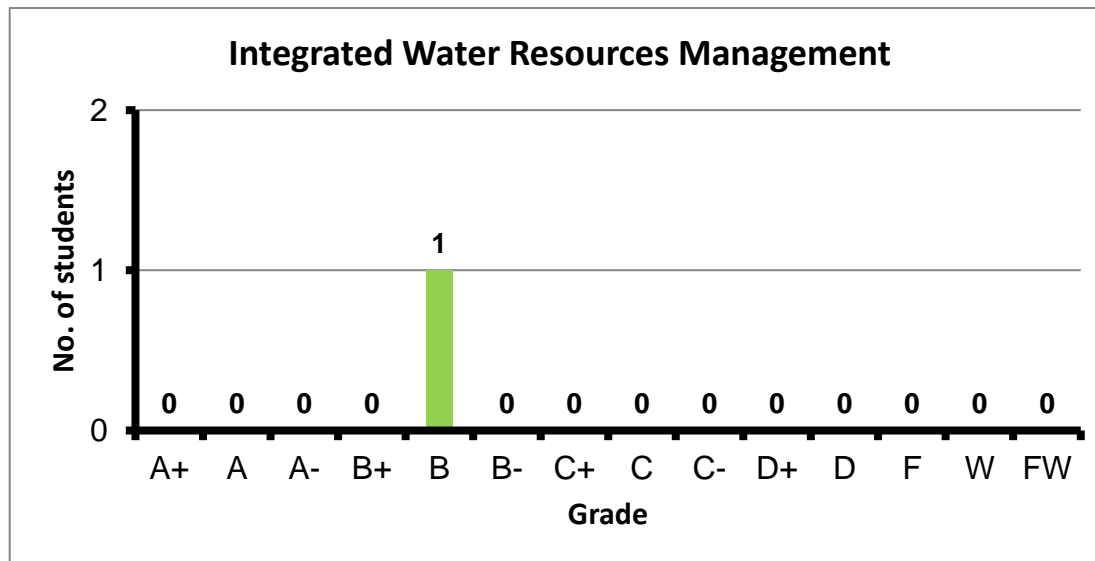 Integrated Water Resources Management
No. of students
2
1
0
1
0 0 0 0 0 0 0 0 0 0 0 0 0
A+ A A- B+ B B- C+ C C- D+ D F W FW
Grade